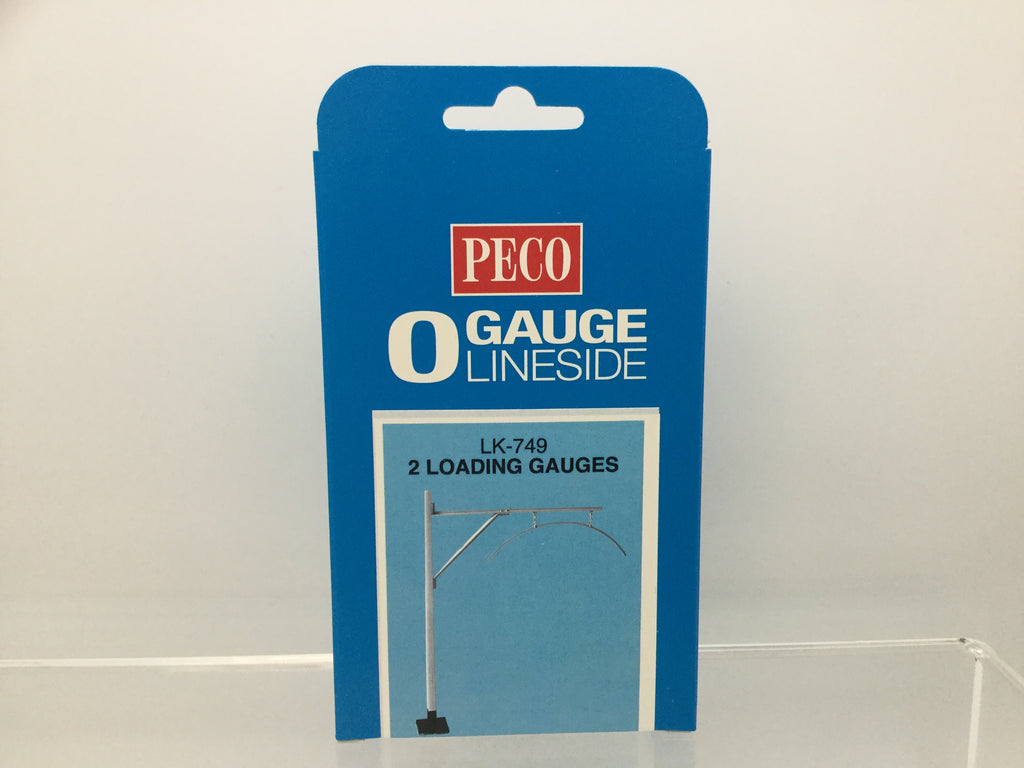 PECO
O GAUGE
LINESIDE
LK-749
2 LOADING GAUGES